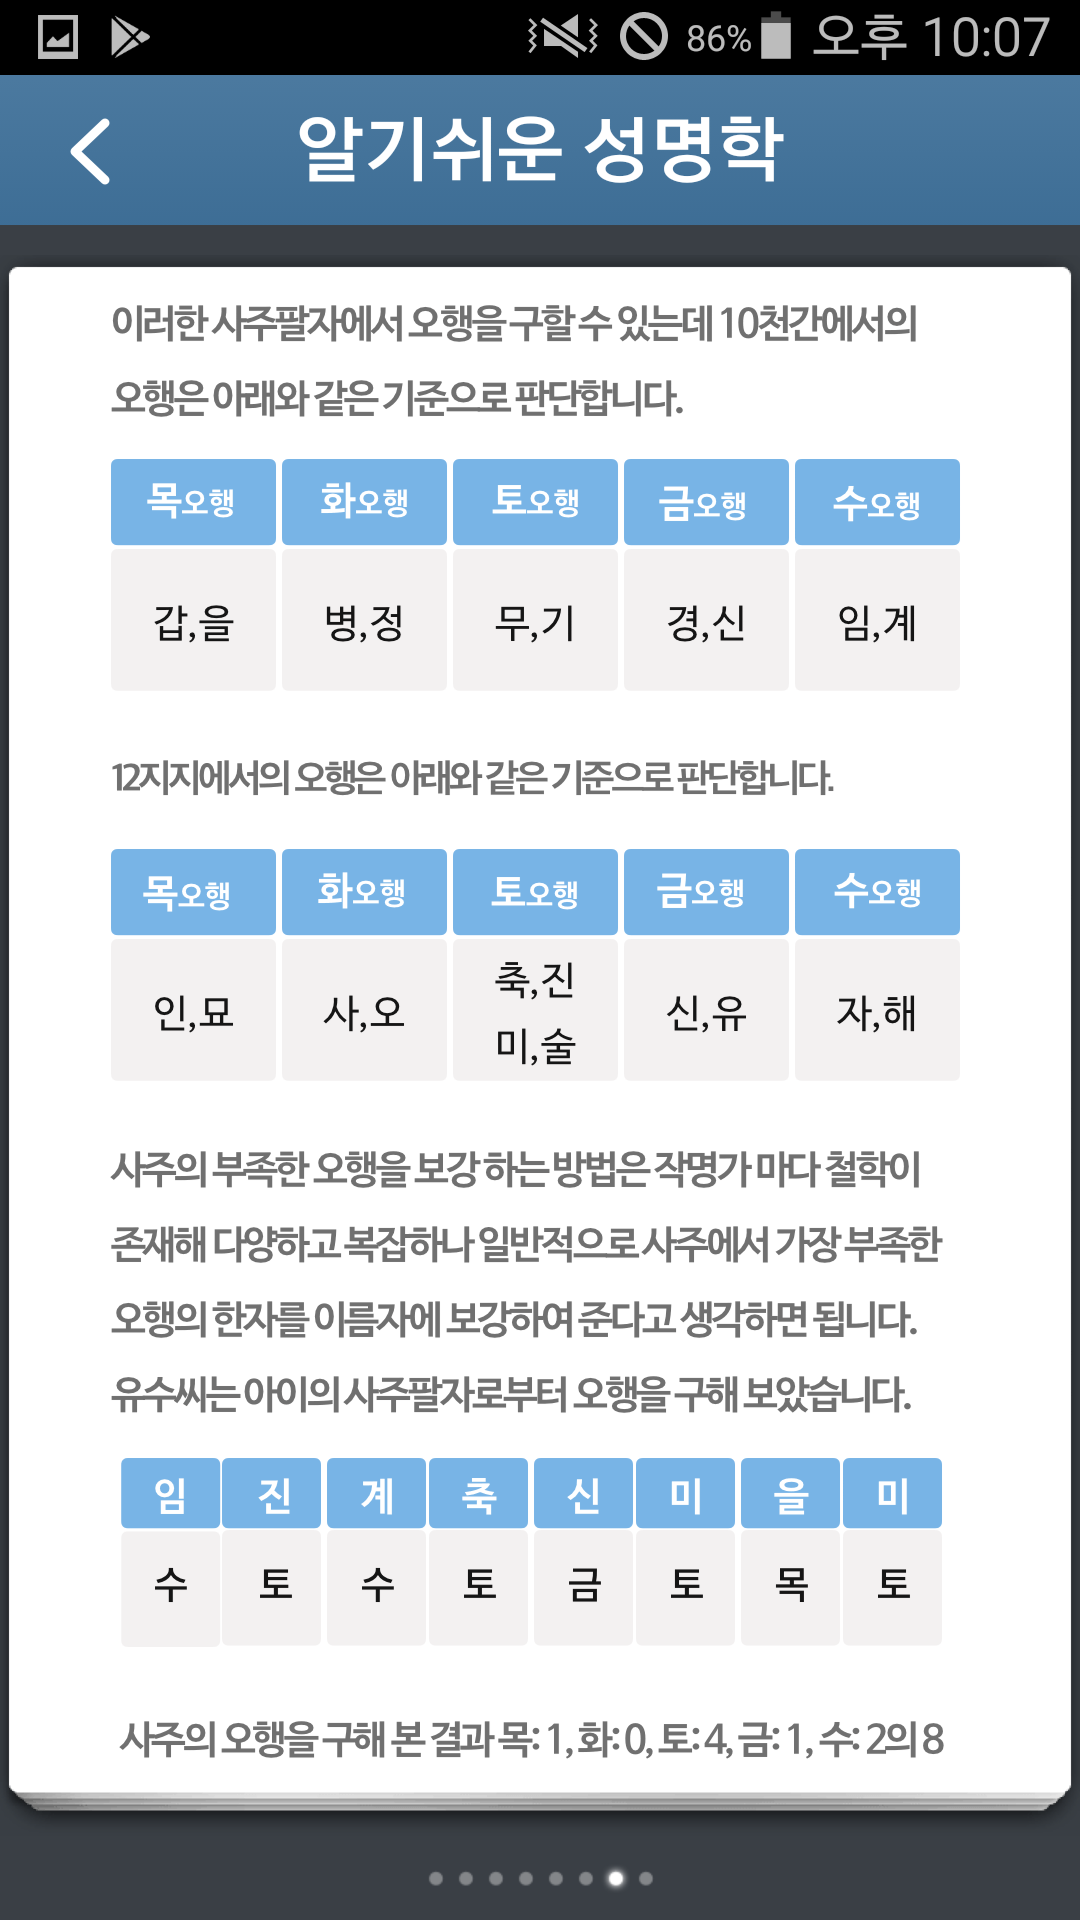 86% 오후 10:07
알기쉬운 성명학
이러한 사주팔자에서 오행을 구할 수 있는데 10천간에서의
오행은 아래와 같은 기준으로 판단합니다.
목오행 화오행 토오행 금오행 수오행
갑,을 병,정 무,기 경,신 임,계
12지지에서의 오행은 아래와 같은 기준으로 판단합니다.
목오행 화오행 토오행 금오행 수오행
인,묘 사,오 축,진 미,술 신,유 자,해
사주의 부족한 오행을 보강 하는 방법은 작명가 마다 철학이
존재해 다양하고 복잡하나 일반적으로 사주에서 가장 부족한
오행의 한자를 이름자에 보강하여 준다고 생각하면 됩니다.
유수씨는 아이의 사주팔자로부터 오행을 구해 보았습니다.
임 진 계 축 신 미 을 미
수 토 수 토 금 토 목 토
사주의 오행을 구해 본 결과 목: 1, 화: 0, 토: 4, 금: 1, 수: 2의 8